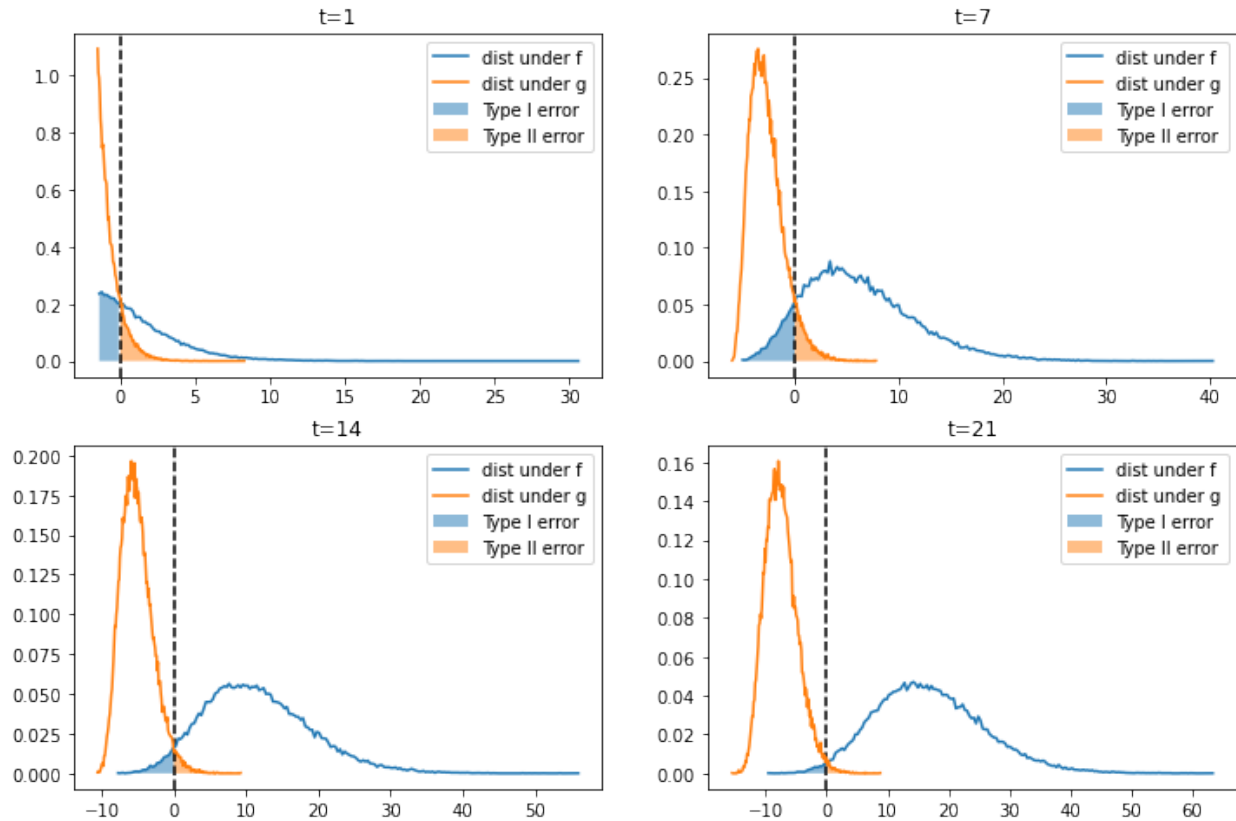 t=1
1.0
0.8
0.6
0.4
0.2
0.0
0
5
10
15
20
25
30
dist under f
dist under g
Type I error
Type II error
t=7
0.25
0.20
0.15
0.10
0.05
0.00
0
10
20
30
40
dist under f
dist under g
Type I error
Type II error
t=14
0.200
0.175
0.150
0.125
0.100
0.075
0.050
0.025
0.000
−10
0
10
20
30
40
50
dist under f
dist under g
Type I error
Type II error
t=21
0.16
0.14
0.12
0.10
0.08
0.06
0.04
0.02
0.00
−10
0
10
20
30
40
50
60
dist under f
dist under g
Type I error
Type II error